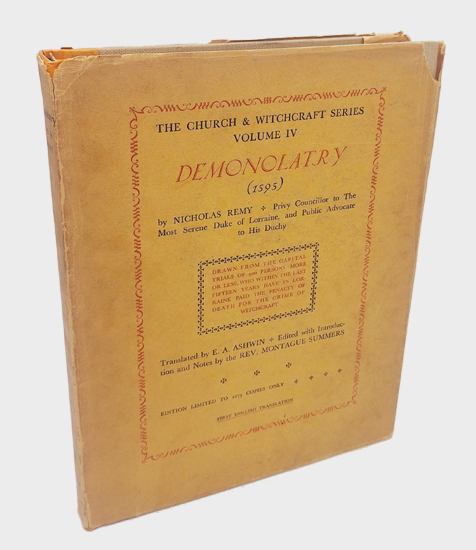 THE CHURCH & WITCHCRAFT SERIES
VOLUME IV
DEMONOLATRY
(1595)
by NICHOLAS REMY ✣ Privy Councillor to The
Most Serene Duke of Lorraine, and Public Advocate
to His Duchy
DRAWN FROM THE CAPITAL
TRIALS OF 900 PERSONS MORE
OR LESS, WHO WITHIN THE LAST
FIFTEEN YEARS HAVE IN LOR-
RAINE PAID THE PENALTY OF
DEATH FOR THE CRIME OF
WITCHCRAFT
Translated by E. A. ASHWIN ✣ Edited with Introduc-
tion and Notes by the REV. MONTAGUE SUMMERS
EDITION LIMITED TO 1275 COPIES ONLY
FIRST ENGLISH TRANSLATION